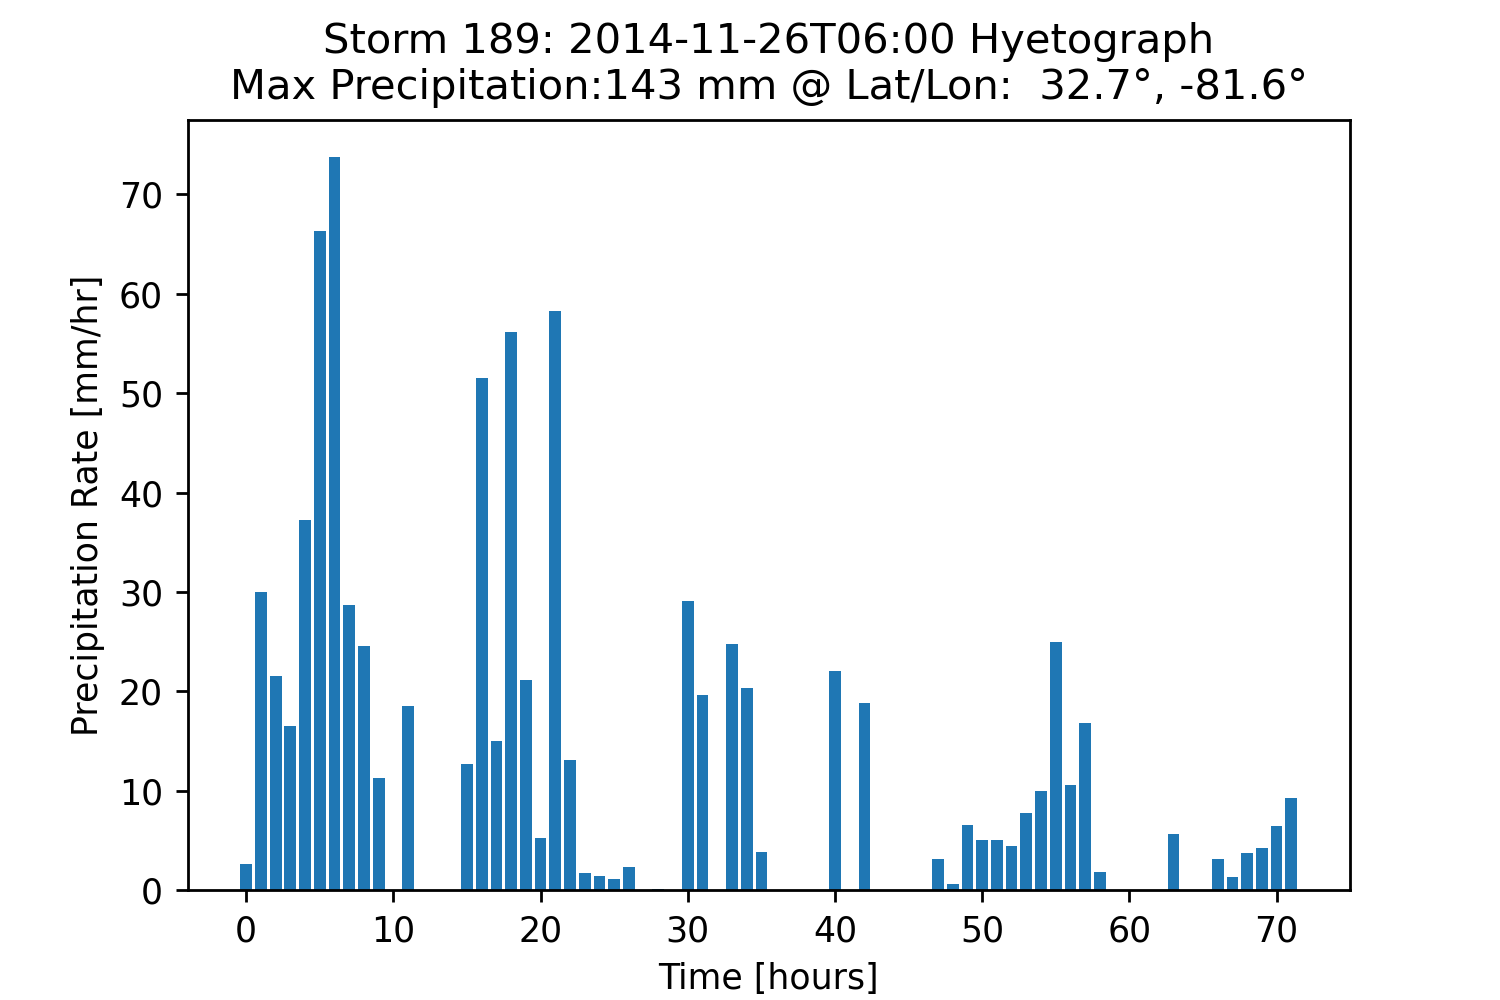 Storm 189: 2014-11-26T06:00 Hyetograph
Max Precipitation:143 mm @ Lat/Lon:  32.7°, -81.6°
Precipitation Rate [mm/hr]
70
60
50
40
30
20
10
0
0 10 20 30 40 50 60 70
Time [hours]